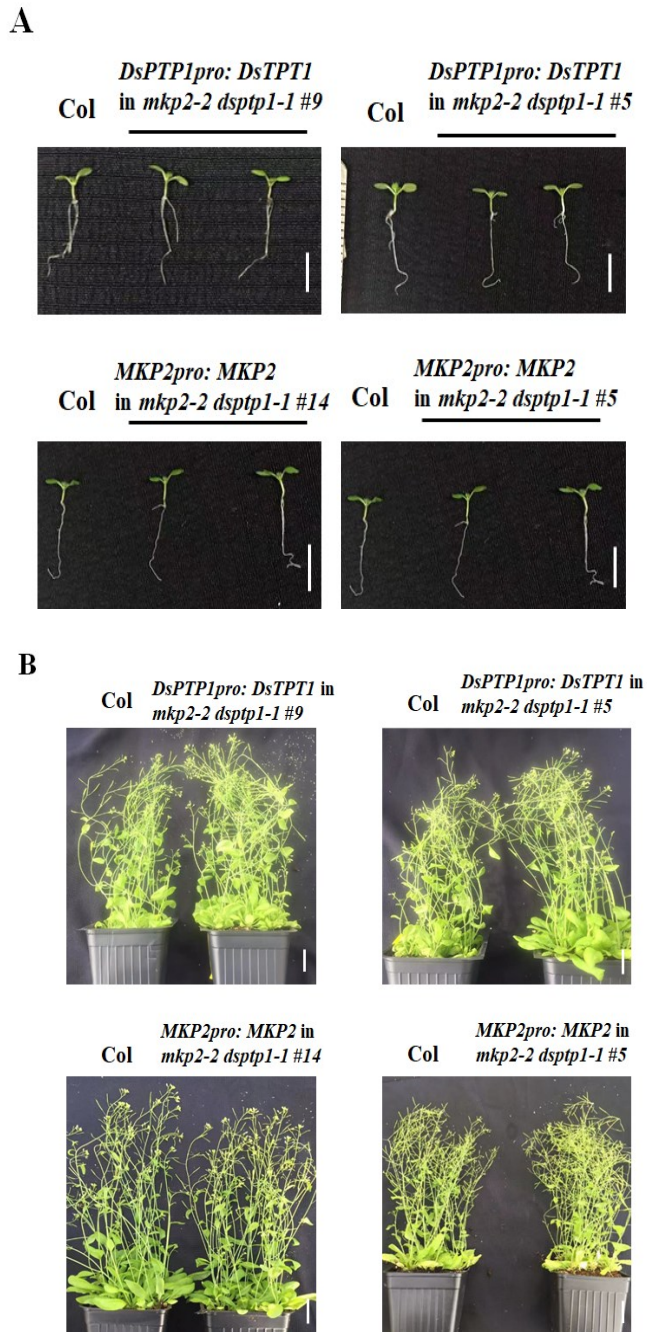 A
DsPTP1pro: DsTPT1
in mkp2-2 dsptp1-1 #9
Col
DsPTP1pro: DsTPT1
in mkp2-2 dsptp1-1 #5
Col
MKP2pro: MKP2
in mkp2-2 dsptp1-1 #14
Col
MKP2pro: MKP2
in mkp2-2 dsptp1-1 #5
Col
B
Col
DsPTP1pro: DsTPT1 in
mkp2-2 dsptp1-1 #9
Col
DsPTP1pro: DsTPT1 in
mkp2-2 dsptp1-1 #5
Col
MKP2pro: MKP2 in
mkp2-2 dsptp1-1 #14
Col
MKP2pro: MKP2 in
mkp2-2 dsptp1-1 #5